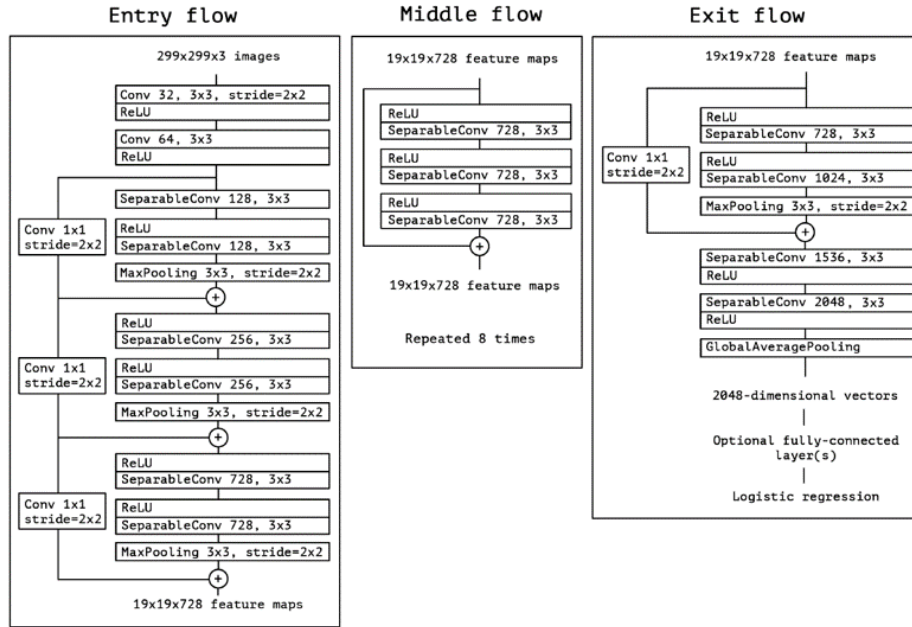 Entry flow
299x299x3 images
Conv 32, 3x3, stride=2x2
ReLU
Conv 64, 3x3
ReLU
SeparableConv 128, 3x3
Conv 1x1
stride=2x2
ReLU
SeparableConv 128, 3x3
MaxPooling 3x3, stride=2x2
+
ReLU
SeparableConv 256, 3x3
Conv 1x1
stride=2x2
ReLU
SeparableConv 256, 3x3
MaxPooling 3x3, stride=2x2
+
ReLU
SeparableConv 728, 3x3
Conv 1x1
stride=2x2
ReLU
SeparableConv 728, 3x3
MaxPooling 3x3, stride=2x2
+
19x19x728 feature maps
Middle flow
19x19x728 feature maps
ReLU
SeparableConv 728, 3x3
ReLU
SeparableConv 728, 3x3
ReLU
SeparableConv 728, 3x3
+
19x19x728 feature maps
Repeated 8 times
Exit flow
19x19x728 feature maps
ReLU
SeparableConv 728, 3x3
Conv 1x1
stride=2x2
ReLU
SeparableConv 1024, 3x3
MaxPooling 3x3, stride=2x2
+
SeparableConv 1536, 3x3
ReLU
SeparableConv 2048, 3x3
ReLU
GlobalAveragePooling
2048-dimensional vectors
Optional fully-connected
layer(s)
Logistic regression